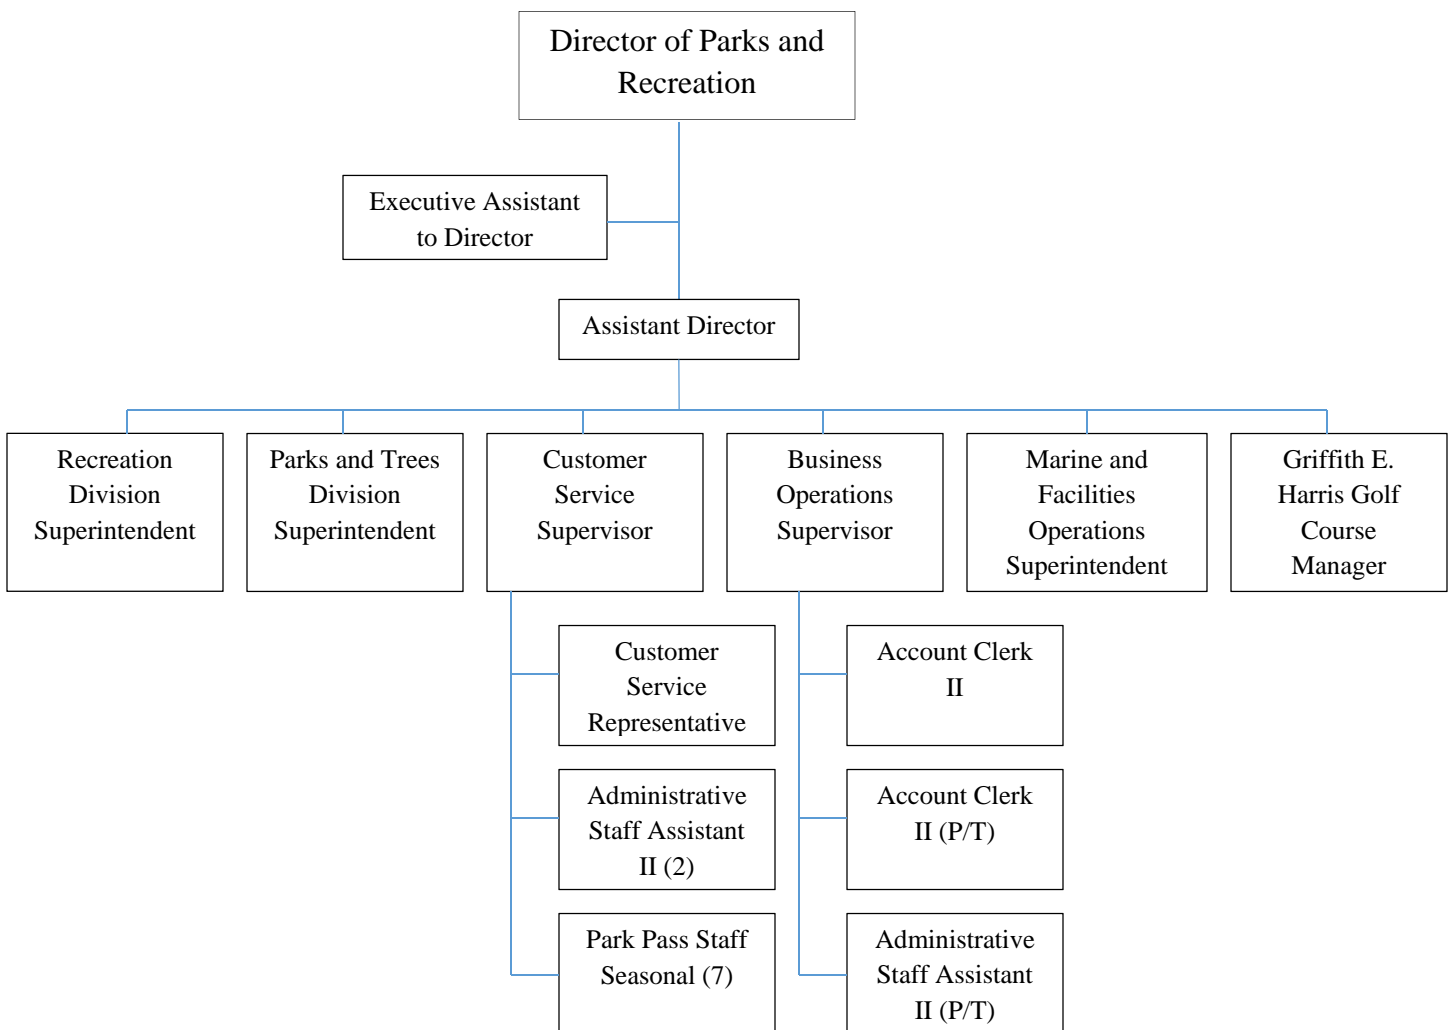 Director of Parks and
Recreation
Executive Assistant
to Director
Assistant Director
Recreation
Division
Superintendent
Parks and Trees
Division
Superintendent
Customer
Service
Supervisor
Business
Operations
Supervisor
Marine and
Facilities
Operations
Superintendent
Griffith E.
Harris Golf
Course
Manager
Customer
Service
Representative
Account Clerk
II
Administrative
Staff Assistant
II (2)
Account Clerk
II (P/T)
Park Pass Staff
Seasonal (7)
Administrative
Staff Assistant
II (P/T)